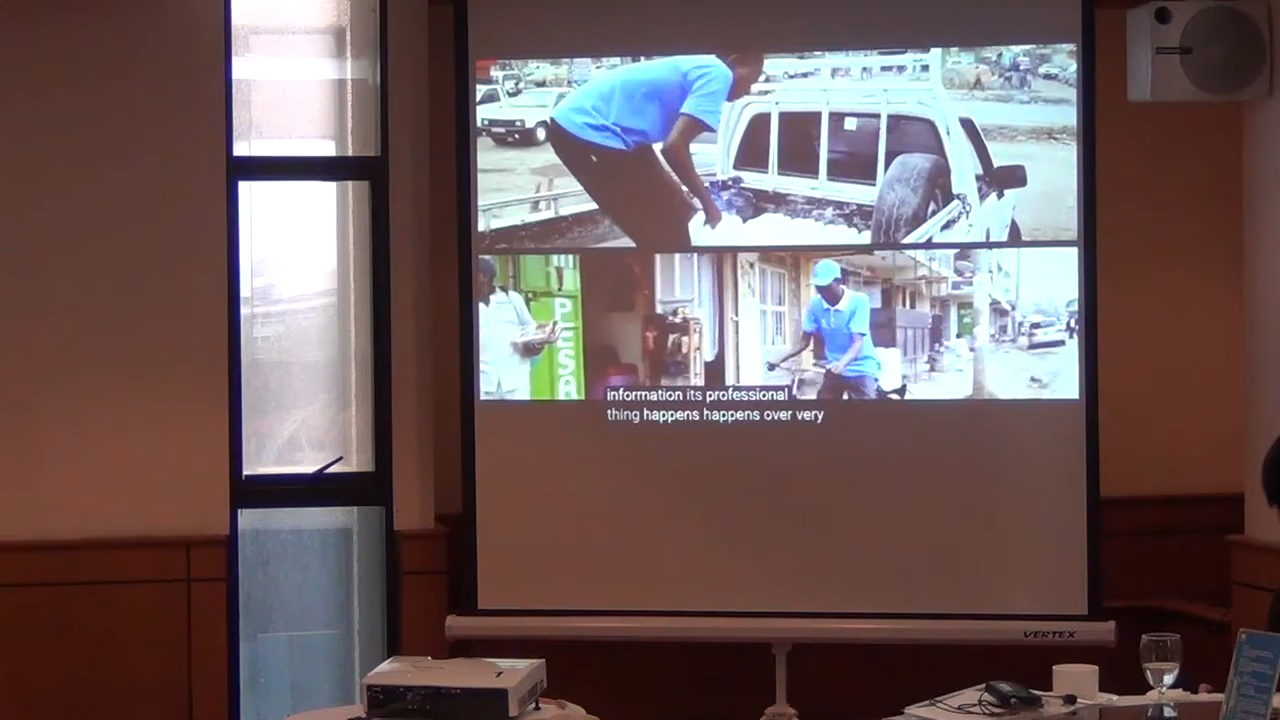 PESA
information its professional
thing happens happens over very
VERTEX